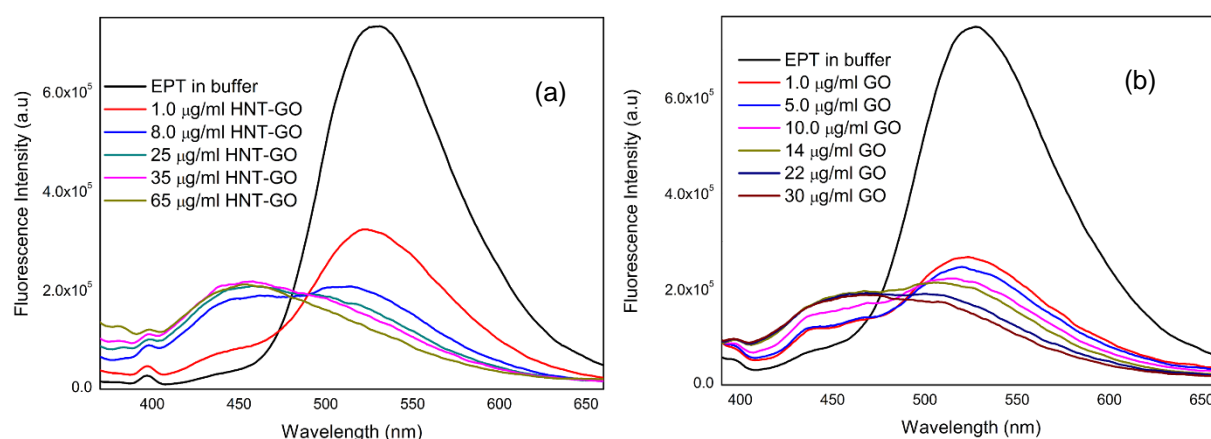 (a)
EPT in buffer
1.0 μg/ml HNT-GO
8.0 μg/ml HNT-GO
25 μg/ml HNT-GO
35 μg/ml HNT-GO
65 μg/ml HNT-GO
Fluorescence Intensity (a.u)
6.0x10⁵
4.0x10⁵
2.0x10⁵
0.0
400 450 500 550 600 650
Wavelength (nm)
(b)
EPT in buffer
1.0 μg/ml GO
5.0 μg/ml GO
10.0 μg/ml GO
14 μg/ml GO
22 μg/ml GO
30 μg/ml GO
Fluorescence Intensity (a.u)
6.0x10⁵
4.0x10⁵
2.0x10⁵
0.0
400 450 500 550 600 650
Wavelength (nm)